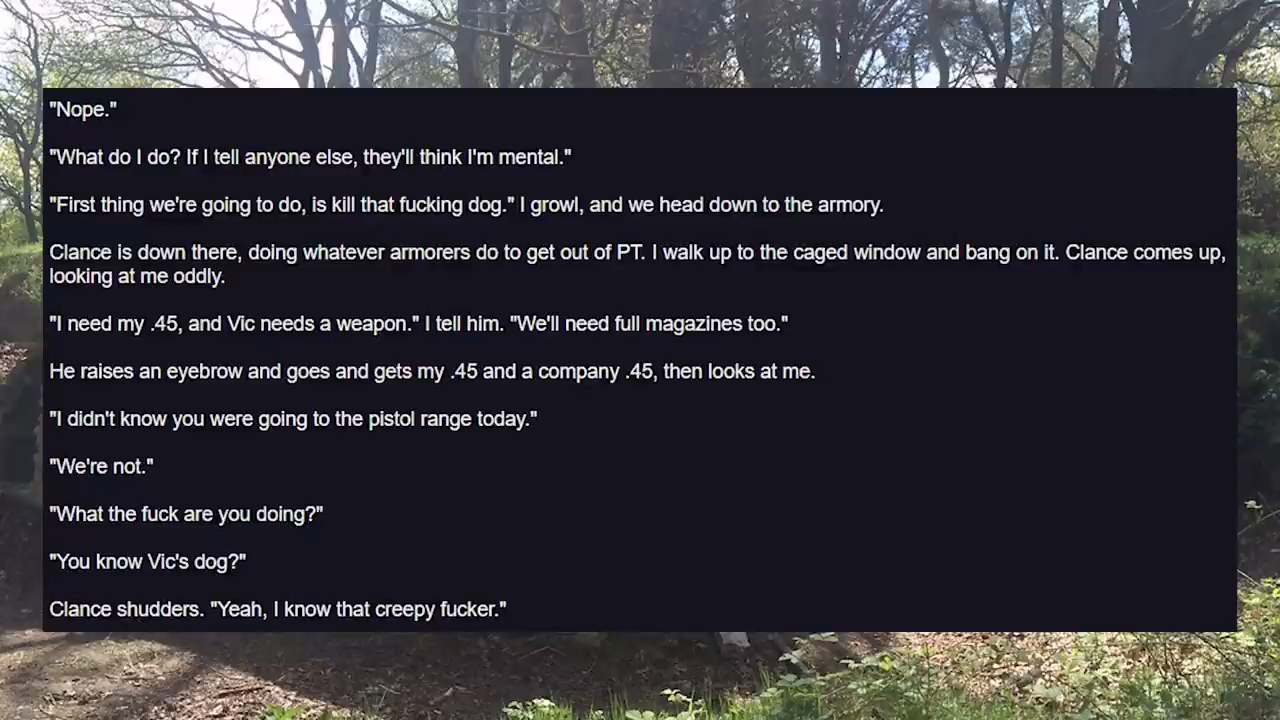 "Nope."
"What do I do? If I tell anyone else, they'll think I'm mental."
"First thing we're going to do, is kill that fucking dog." I growl, and we head down to the armory.
Clance is down there, doing whatever armorers do to get out of PT. I walk up to the caged window and bang on it. Clance comes up,
looking at me oddly.
"I need my .45, and Vic needs a weapon." I tell him. "We'll need full magazines too."
He raises an eyebrow and goes and gets my .45 and a company .45, then looks at me.
"I didn't know you were going to the pistol range today."
"We're not."
"What the fuck are you doing?"
"You know Vic's dog?"
Clance shudders. "Yeah, I know that creepy fucker."